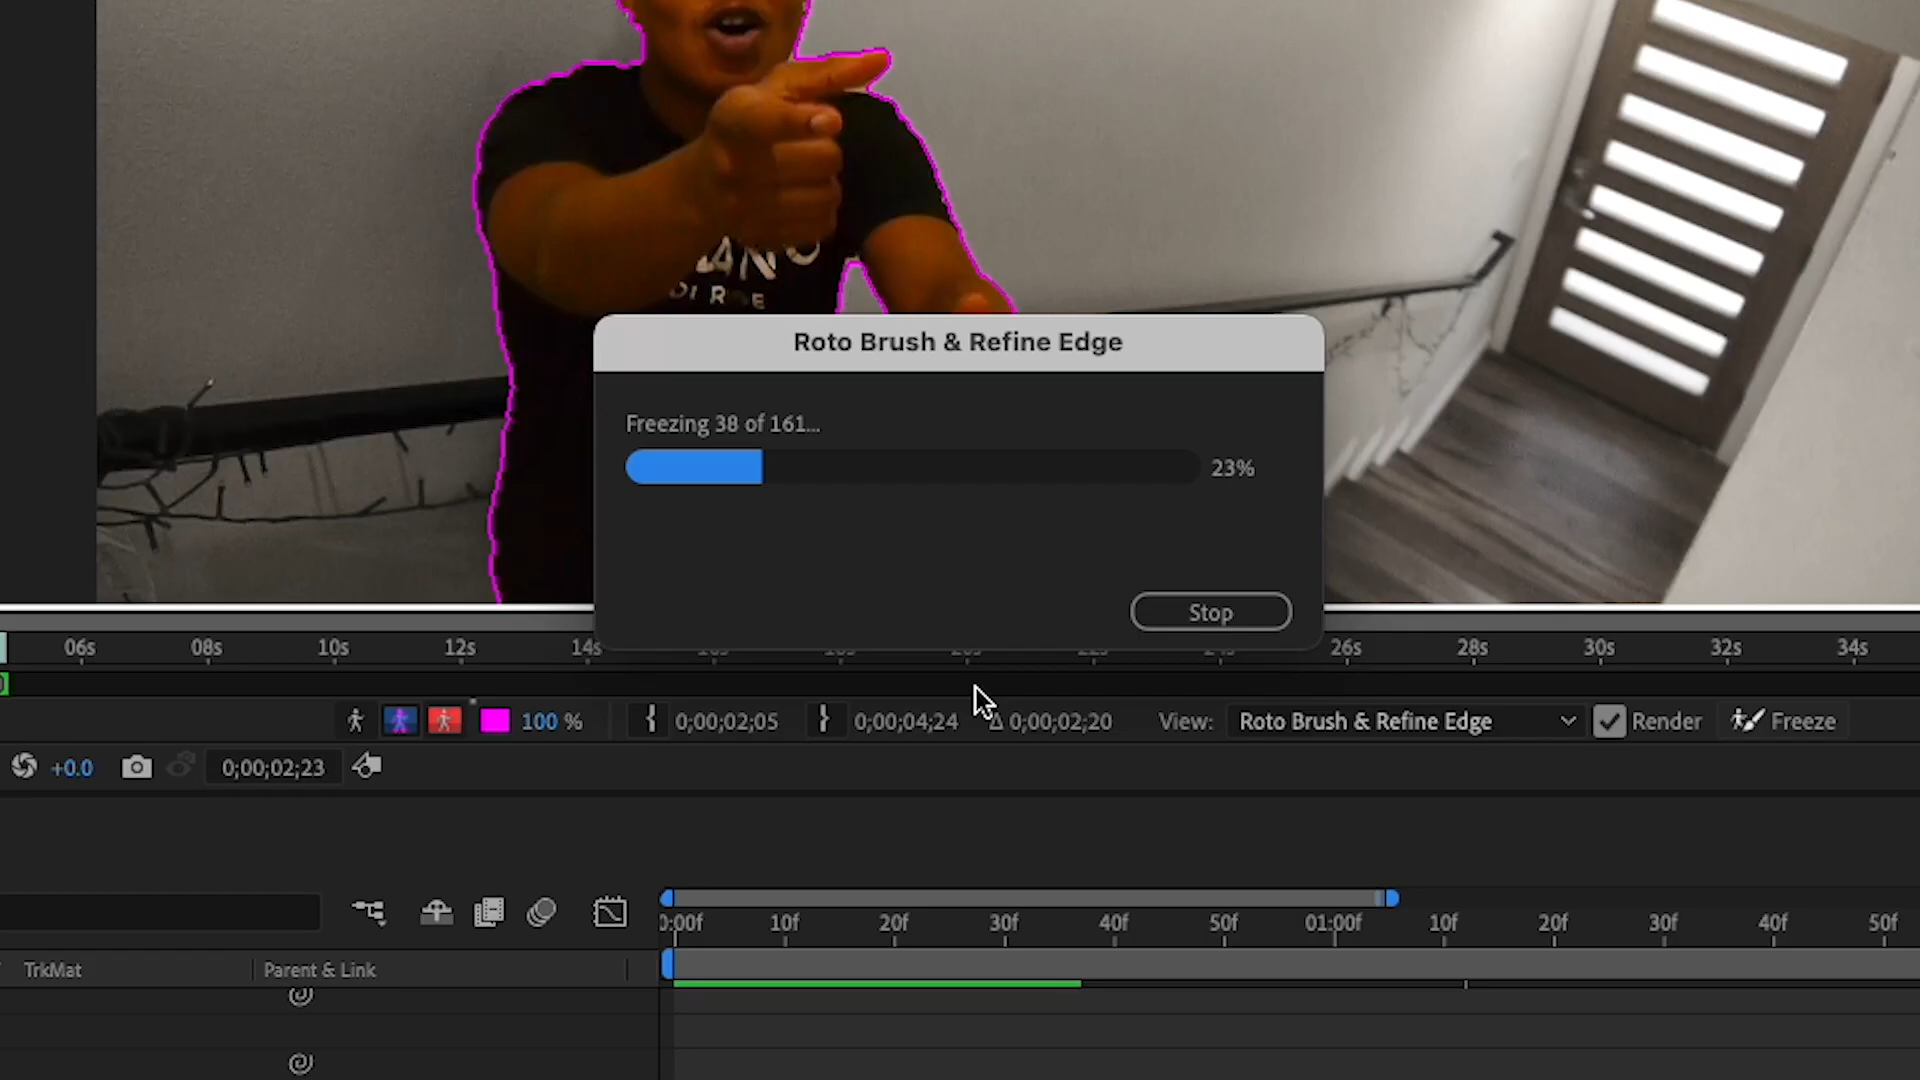 Roto Brush & Refine Edge
Freezing 38 of 161...
23%
Stop
06s 08s 10s 12s 14s 26s 28s 30s 32s 34s
100 % 0;00;02;05 0;00;04;24 Δ 0;00;02;20 View: Roto Brush & Refine Edge Render Freeze
+0.0 0;00;02;23
0:00f 10f 20f 30f 40f 50f 01:00f 10f 20f 30f 40f 50f
TrkMat Parent & Link